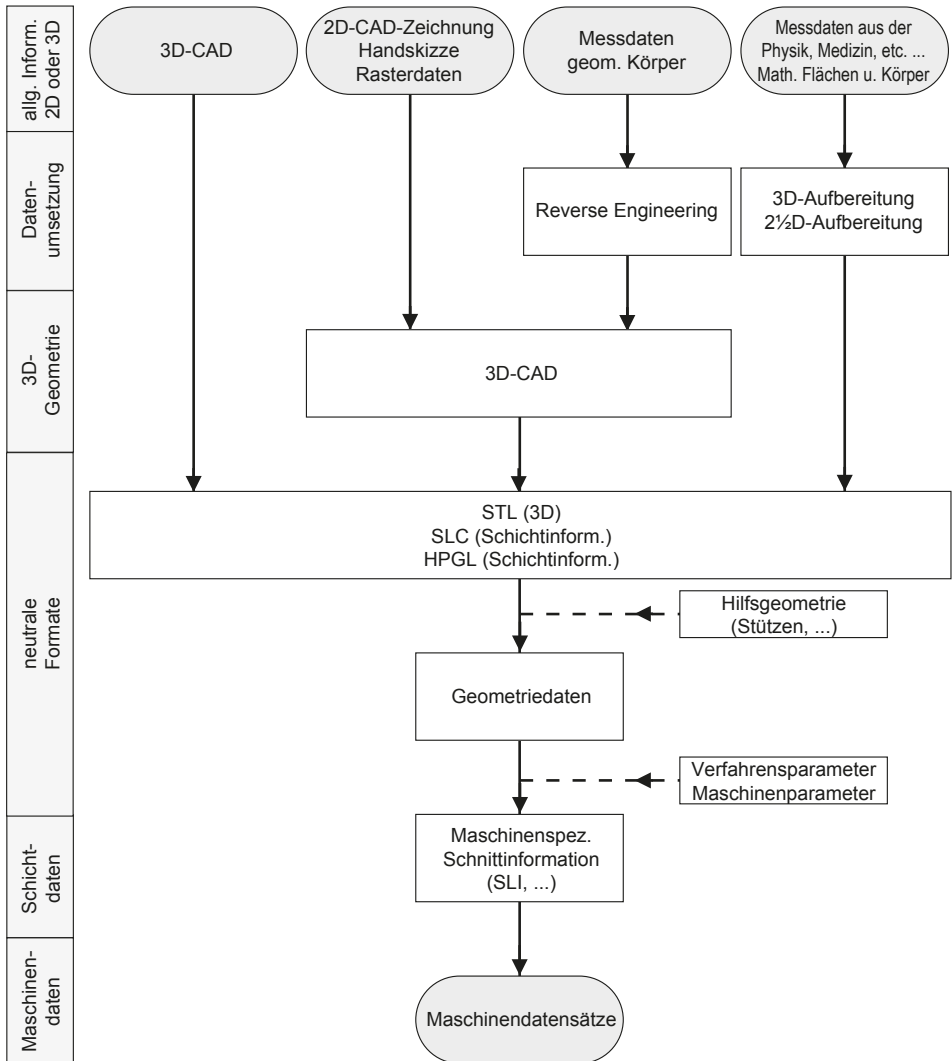 allg. Inform.
2D oder 3D
3D-CAD
2D-CAD-Zeichnung
Handskizze
Rasterdaten
Messdaten
geom. Körper
Messdaten aus der
Physik, Medizin, etc. ...
Math. Flächen u. Körper
Daten-
umsetzung
Reverse Engineering
3D-Aufbereitung
2½D-Aufbereitung
3D-
Geometrie
3D-CAD
neutrale
Formate
STL (3D)
SLC (Schichtinform.)
HPGL (Schichtinform.)
Hilfsgeometrie
(Stützen, ...)
Geometriedaten
Verfahrensparameter
Maschinenparameter
Schicht-
daten
Maschinenspez.
Schnittinformation
(SLI, ...)
Maschinen-
daten
Maschinendatensätze